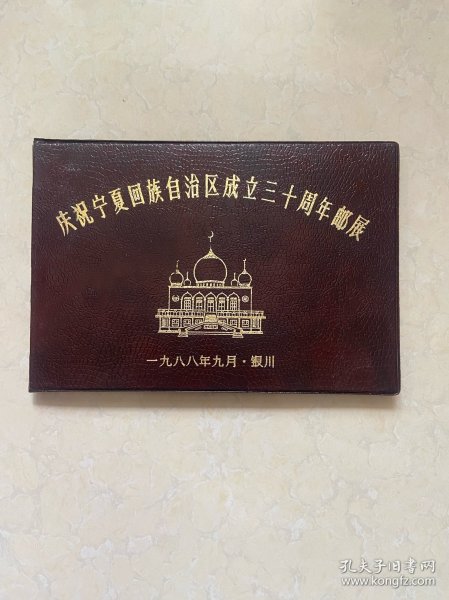 庆祝宁夏回族自治区成立三十周年邮展
一九八八年九月·银川
孔夫子旧书网
www.kongfz.com